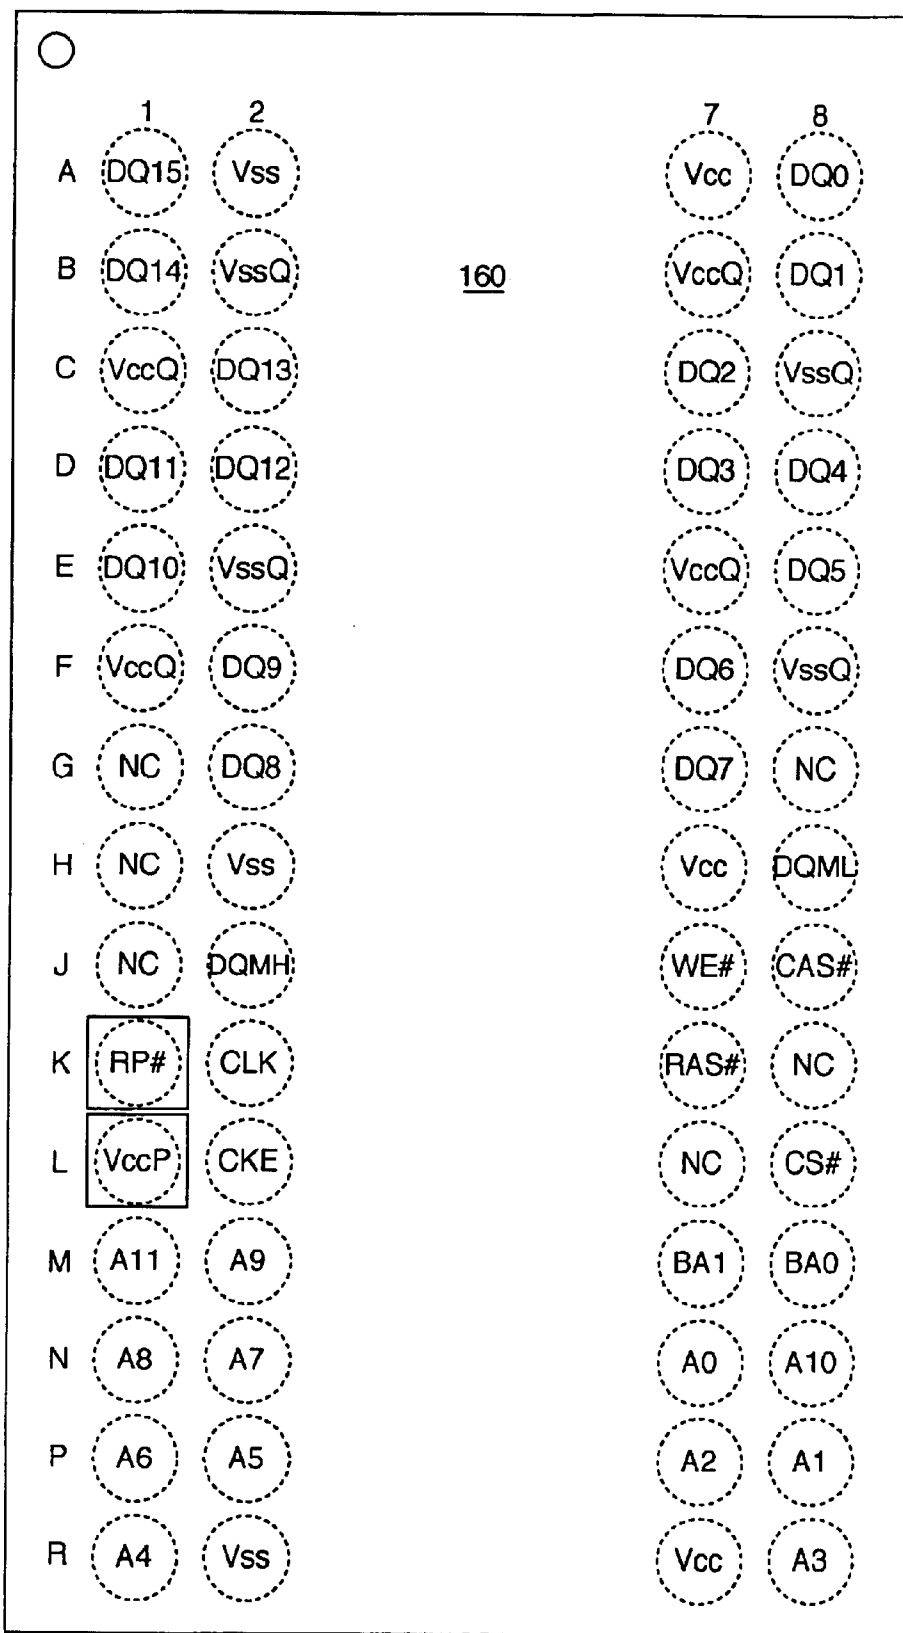 1 2 7 8
A DQ15 Vss Vcc DQ0
B DQ14 VssQ 160 VccQ DQ1
C VccQ DQ13 DQ2 VssQ
D DQ11 DQ12 DQ3 DQ4
E DQ10 VssQ VccQ DQ5
F VccQ DQ9 DQ6 VssQ
G NC DQ8 DQ7 NC
H NC Vss Vcc DQML
J NC DQMH WE# CAS#
K RP# CLK RAS# NC
L VccP CKE NC CS#
M A11 A9 BA1 BA0
N A8 A7 A0 A10
P A6 A5 A2 A1
R A4 Vss Vcc A3